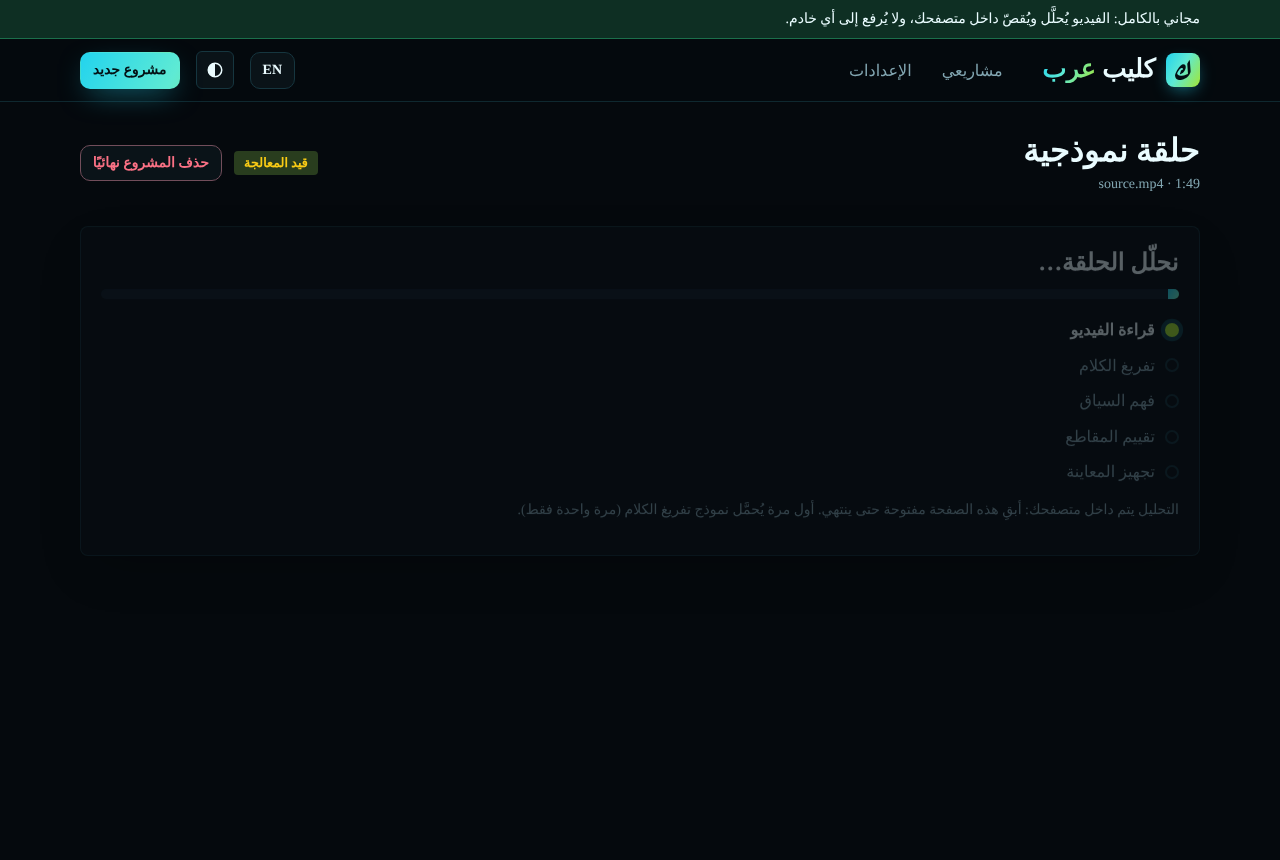 مجاني بالكامل: الفيديو يُحلَّل ويُقصّ داخل متصفحك، ولا يُرفع إلى أي خادم.
ك كليب عرب
مشاريعي
الإعدادات
EN
مشروع جديد
حلقة نموذجية
source.mp4 · 1:49
قيد المعالجة
حذف المشروع نهائيًا
نحلّل الحلقة…
قراءة الفيديو
تفريغ الكلام
فهم السياق
تقييم المقاطع
تجهيز المعاينة
التحليل يتم داخل متصفحك: أبقِ هذه الصفحة مفتوحة حتى ينتهي. أول مرة يُحمَّل نموذج تفريغ الكلام (مرة واحدة فقط).